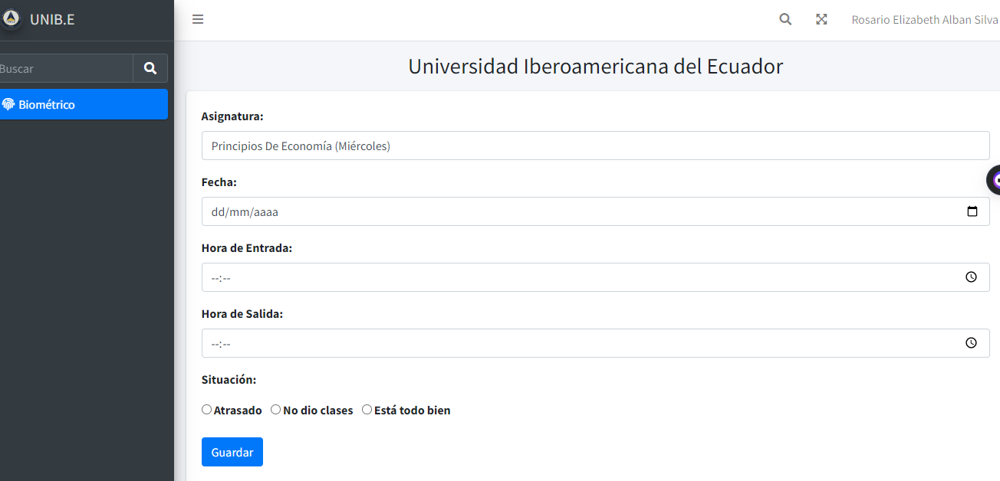 UNIB.E
Rosario Elizabeth Alban Silva
Buscar
Biométrico
Universidad Iberoamericana del Ecuador
Asignatura:
Principios De Economía (Miércoles)
Fecha:
dd/mm/aaaa
Hora de Entrada:
--:--
Hora de Salida:
--:--
Situación:
Atrasado No dio clases Está todo bien
Guardar